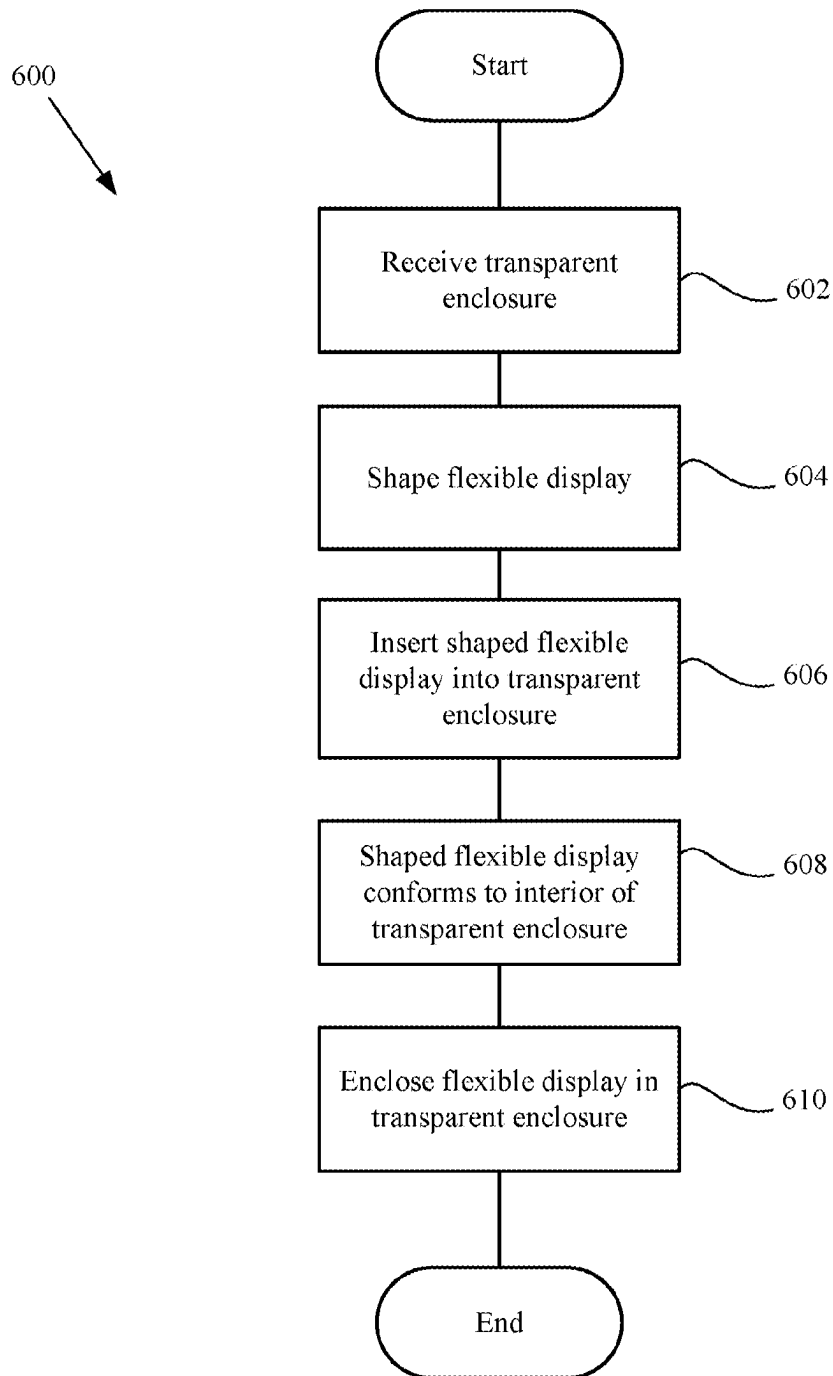 600
Start
Receive transparent
enclosure
602
Shape flexible display
604
Insert shaped flexible
display into transparent
enclosure
606
Shaped flexible display
conforms to interior of
transparent enclosure
608
Enclose flexible display in
transparent enclosure
610
End